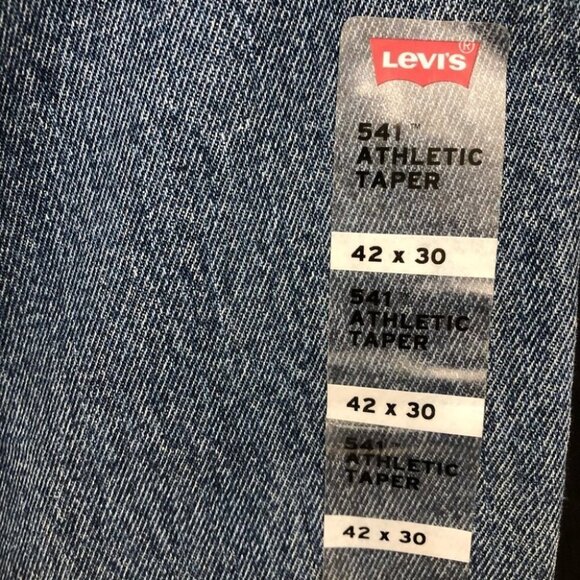 Levi's®
541™
ATHLETIC
TAPER
42 x 30
541™
ATHLETIC
TAPER
42 x 30
541™
ATHLETIC
TAPER
42 x 30